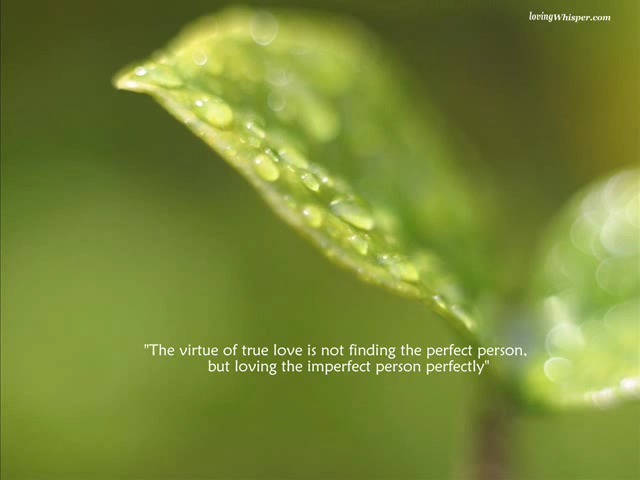 lovingWhisper.com
"The virtue of true love is not finding the perfect person,
but loving the imperfect person perfectly"